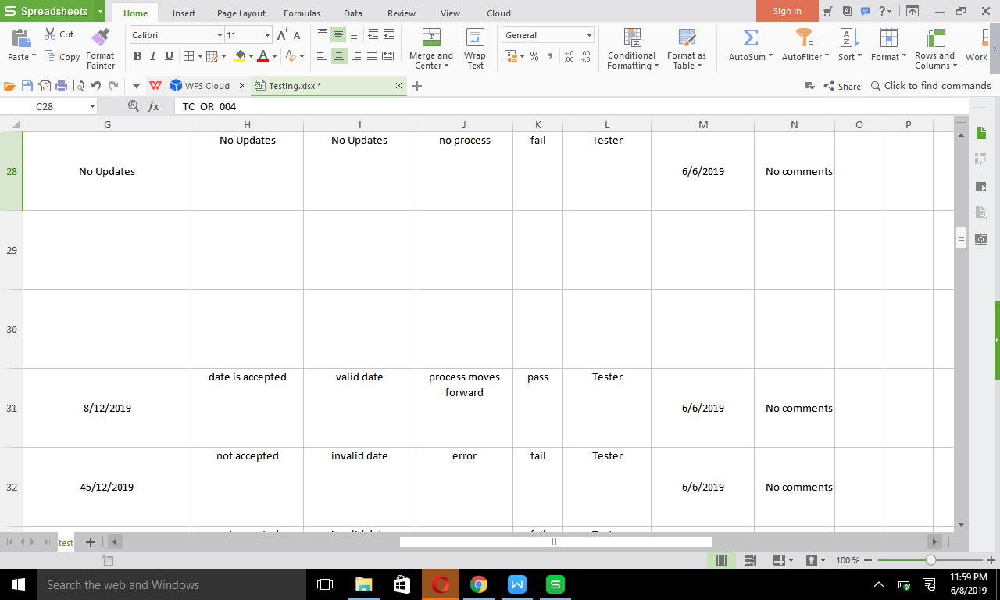 Spreadsheets
Home Insert Page Layout Formulas Data Review View Cloud Sign in
Paste Cut Copy Format Painter
Calibri 11
B I U A
General
Merge and Center Wrap Text
Conditional Formatting Format as Table
AutoSum AutoFilter Sort Format Rows and Columns Work
WPS Cloud Testing.xlsx * Share Click to find commands
C28 fx TC_OR_004
G H I J K L M N O P
28 No Updates No Updates No Updates no process fail Tester 6/6/2019 No comments
29
30
31 8/12/2019 date is accepted valid date process moves forward pass Tester 6/6/2019 No comments
32 45/12/2019 not accepted invalid date error fail Tester 6/6/2019 No comments
test
100 %
Search the web and Windows
11:59 PM
6/8/2019